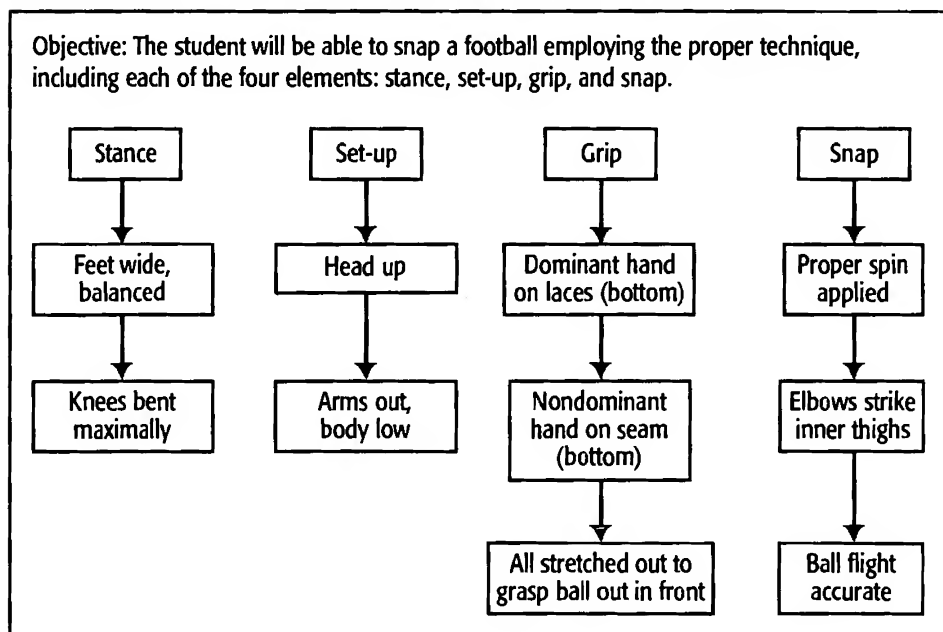 Objective: The student will be able to snap a football employing the proper technique,
including each of the four elements: stance, set-up, grip, and snap.
Stance
Feet wide,
balanced
Knees bent
maximally
Set-up
Head up
Arms out,
body low
Grip
Dominant hand
on laces (bottom)
Nondominant
hand on seam
(bottom)
All stretched out to
grasp ball out in front
Snap
Proper spin
applied
Elbows strike
inner thighs
Ball flight
accurate